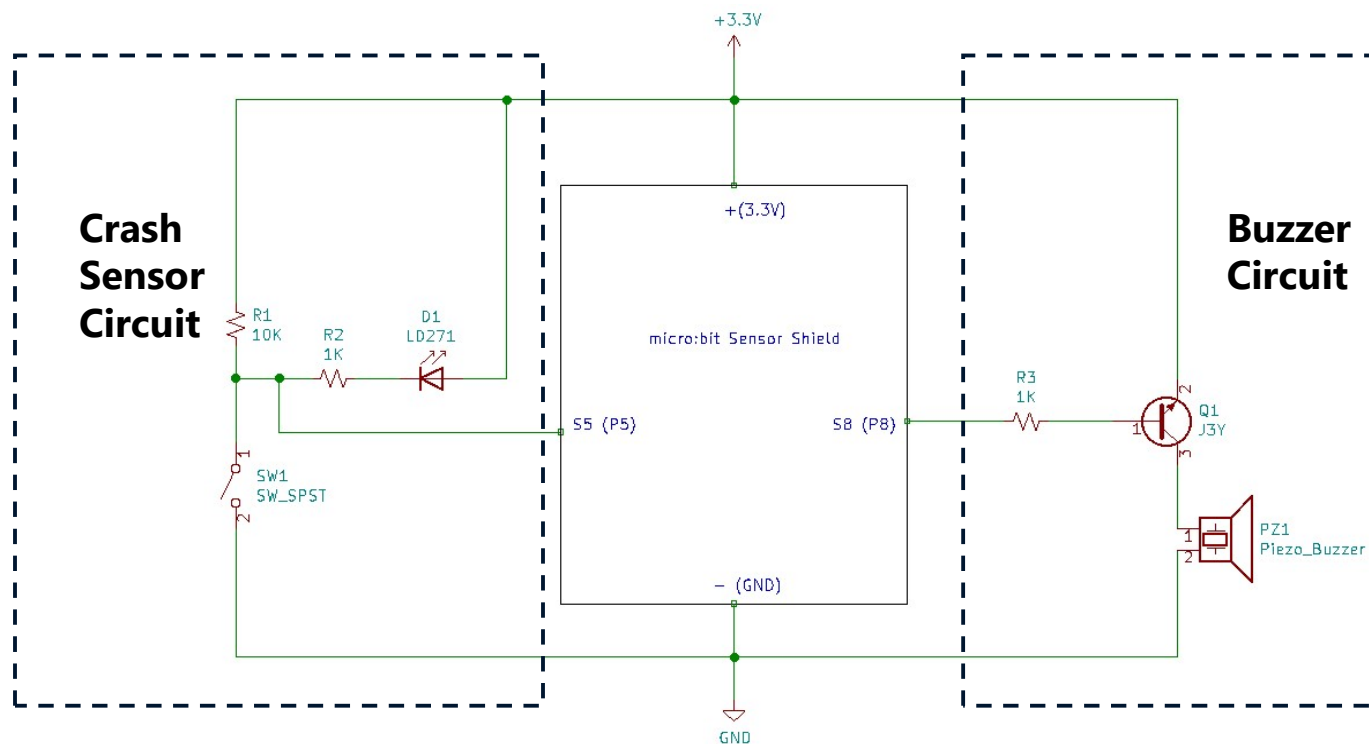 +3.3V
Crash
Sensor
Circuit
Buzzer
Circuit
+(3.3V)
micro:bit Sensor Shield
R1
10K
R2
1K
D1
LD271
S5 (P5)
S8 (P8)
R3
1K
2
Q1
J3Y
1
3
1
SW1
SW_SPST
2
PZ1
Piezo_Buzzer
1
2
- (GND)
GND